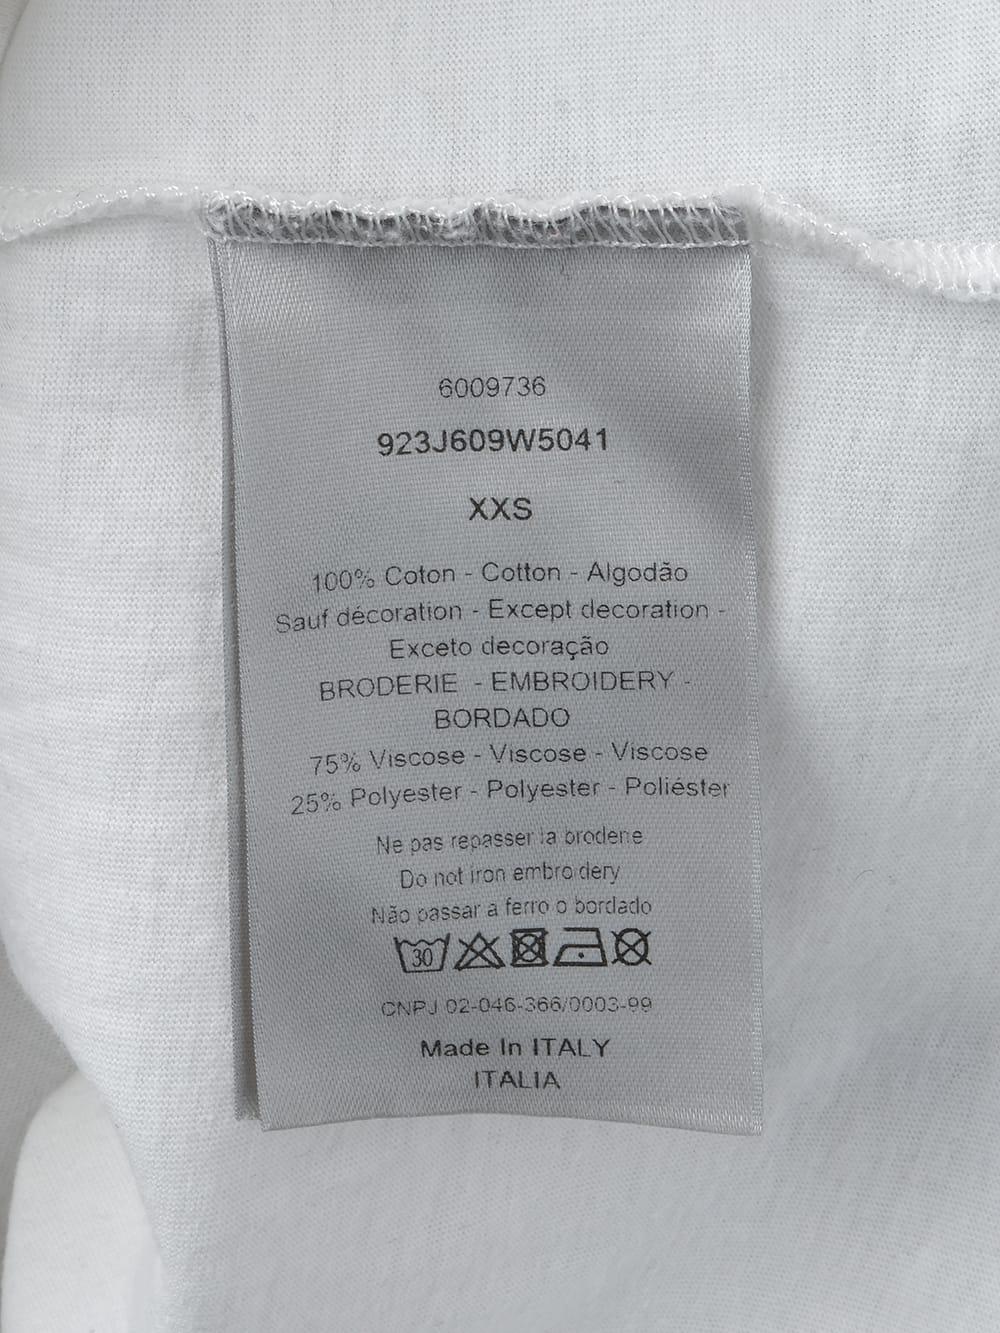 6009736
923J609W5041
XXS
100% Coton - Cotton - Algodão
Sauf décoration - Except decoration -
Exceto decoração
BRODERIE - EMBROIDERY -
BORDADO
75% Viscose - Viscose - Viscose
25% Polyester - Polyester - Poliéster
Ne pas repasser la broderie
Do not iron embroidery
Não passar a ferro o bordado
30
CNPJ 02-046-366/0003-99
Made In ITALY
ITALIA